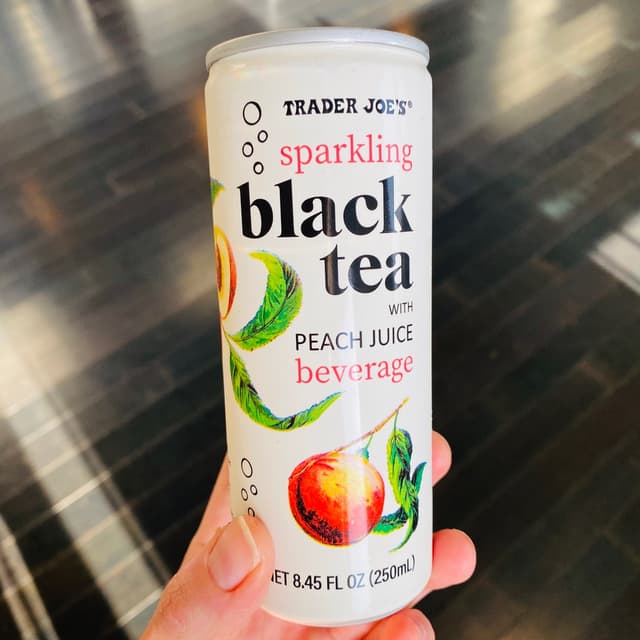 TRADER JOE'S®
sparkling
black
tea
WITH
PEACH JUICE
beverage
NET 8.45 FL OZ (250mL)